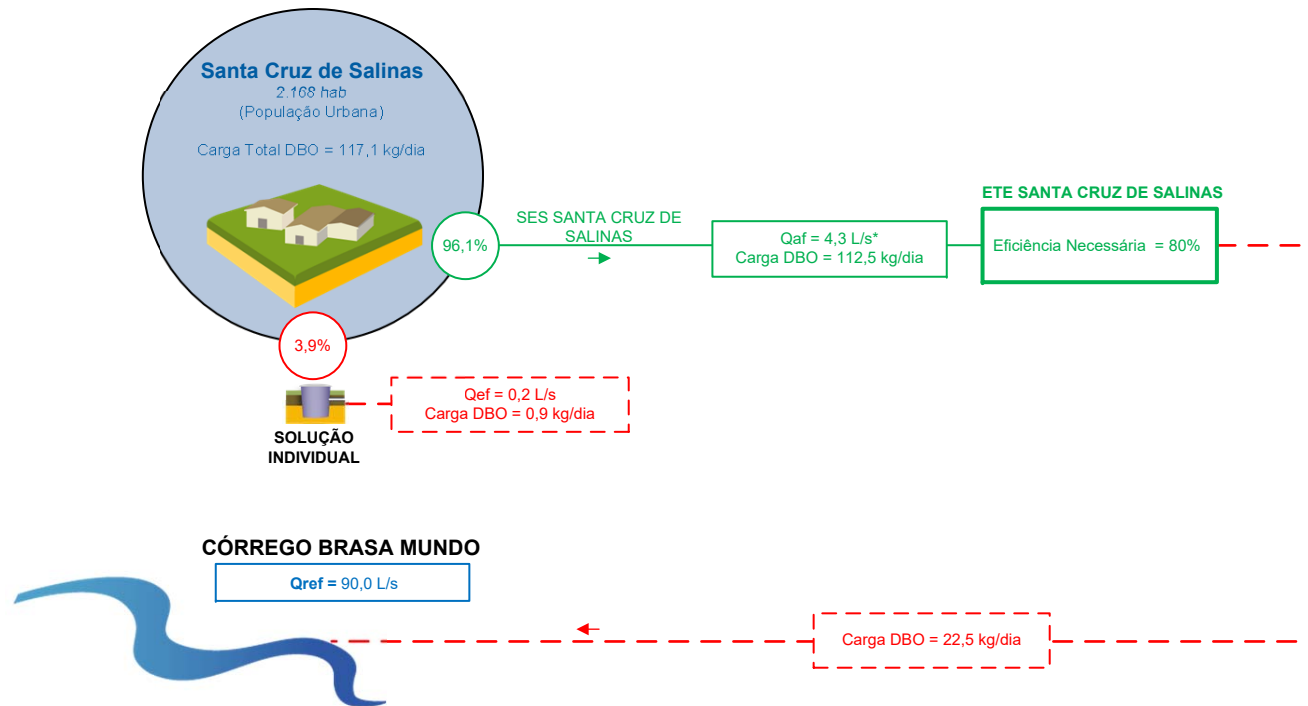 Santa Cruz de Salinas
2.168 hab
(População Urbana)
Carga Total DBO = 117,1 kg/dia
96,1%
SES SANTA CRUZ DE
SALINAS
Qaf = 4,3 L/s*
Carga DBO = 112,5 kg/dia
ETE SANTA CRUZ DE SALINAS
Eficiência Necessária = 80%
3,9%
Qef = 0,2 L/s
Carga DBO = 0,9 kg/dia
SOLUÇÃO
INDIVIDUAL
CÓRREGO BRASA MUNDO
Qref = 90,0 L/s
Carga DBO = 22,5 kg/dia